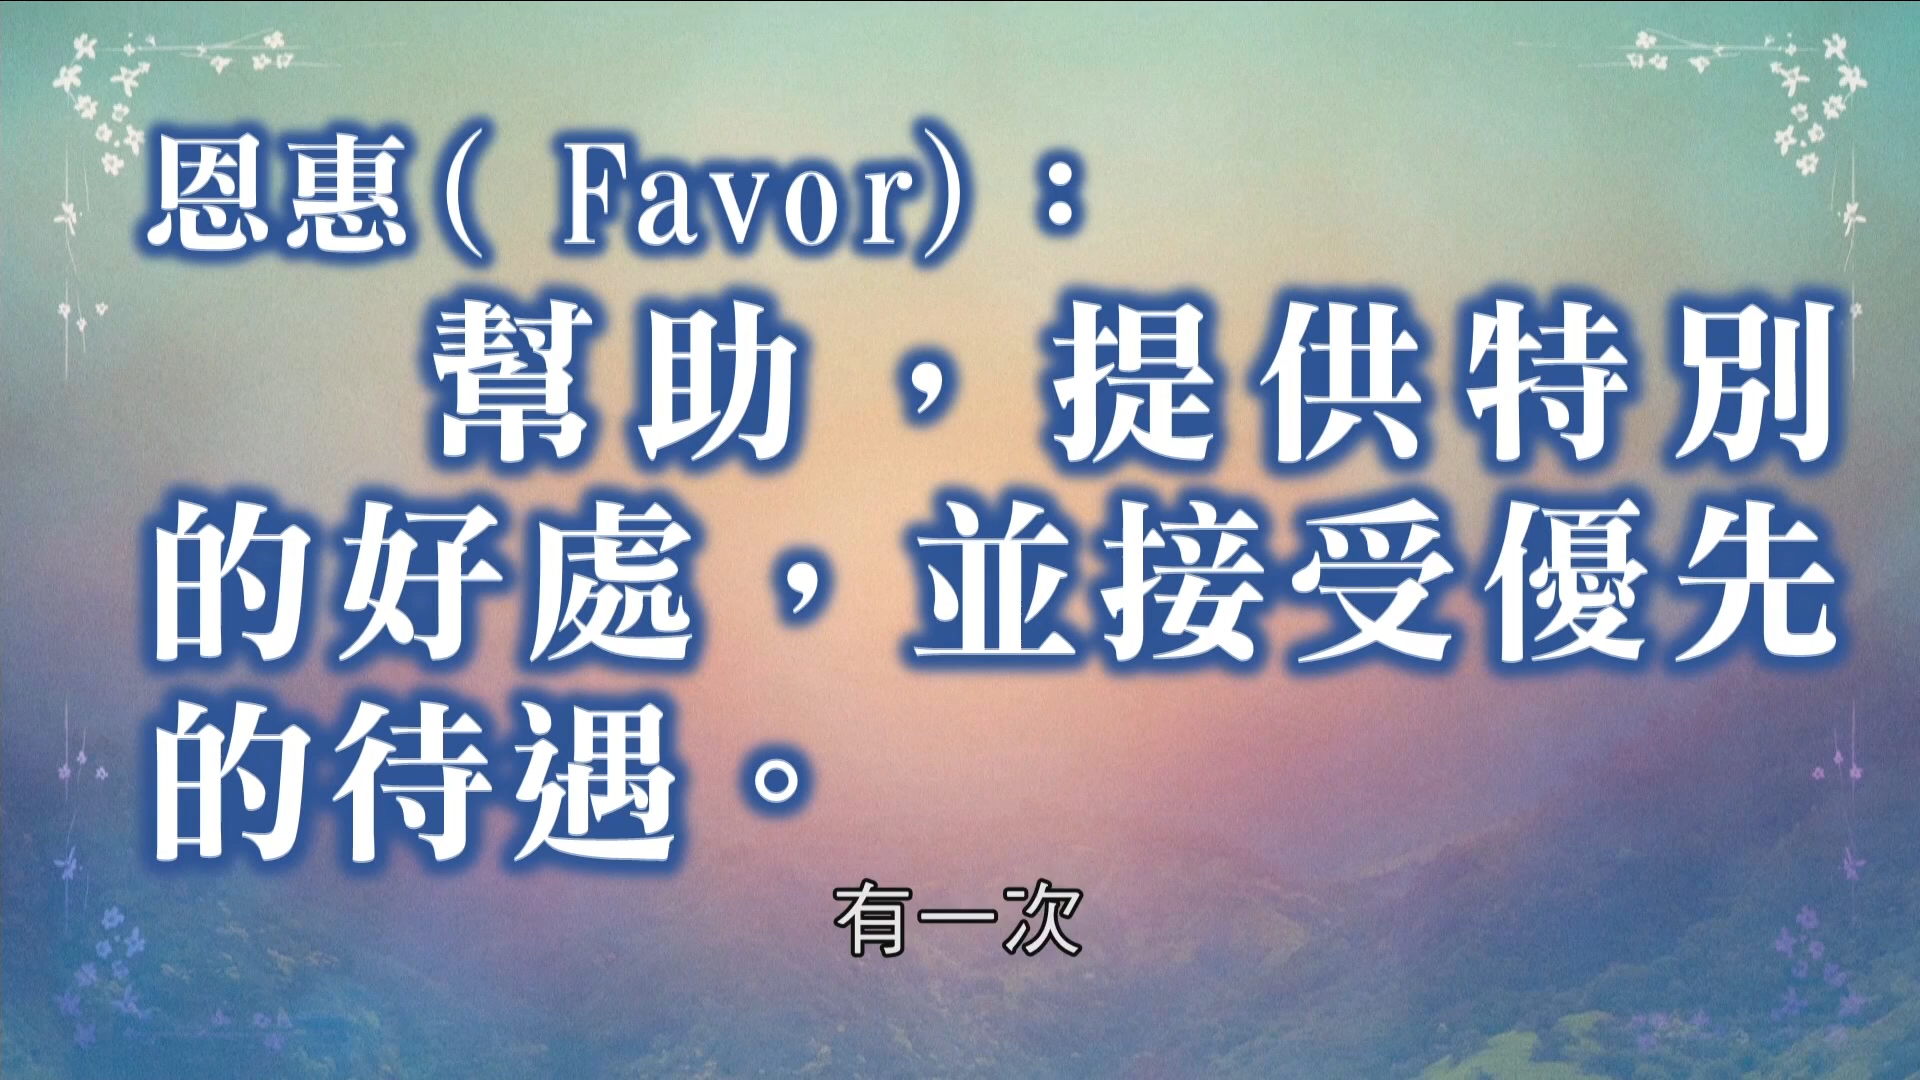 恩惠( Favor)：
幫助，提供特別
的好處，並接受優先
的待遇。
有一次